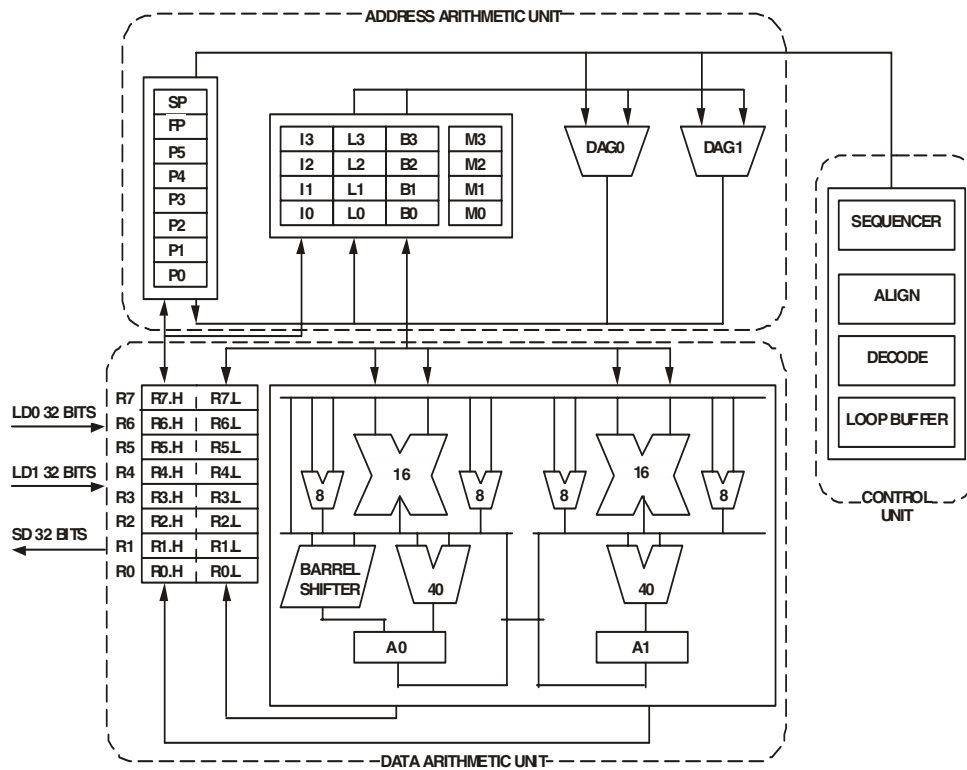 ADDRESS ARITHMETIC UNIT
SP
FP
P5
P4
P3
P2
P1
P0
I3 L3 B3 M3
I2 L2 B2 M2
I1 L1 B1 M1
I0 L0 B0 M0
DAG0 DAG1
SEQUENCER
ALIGN
DECODE
LOOP BUFFER
CONTROL
UNIT
LD0 32 BITS
LD1 32 BITS
SD 32 BITS
R7 R7.H R7.L
R6 R6.H R6.L
R5 R5.H R5.L
R4 R4.H R4.L
R3 R3.H R3.L
R2 R2.H R2.L
R1 R1.H R1.L
R0 R0.H R0.L
8 16 8 8 16 8
BARREL
SHIFTER
40 40
A0 A1
DATA ARITHMETIC UNIT